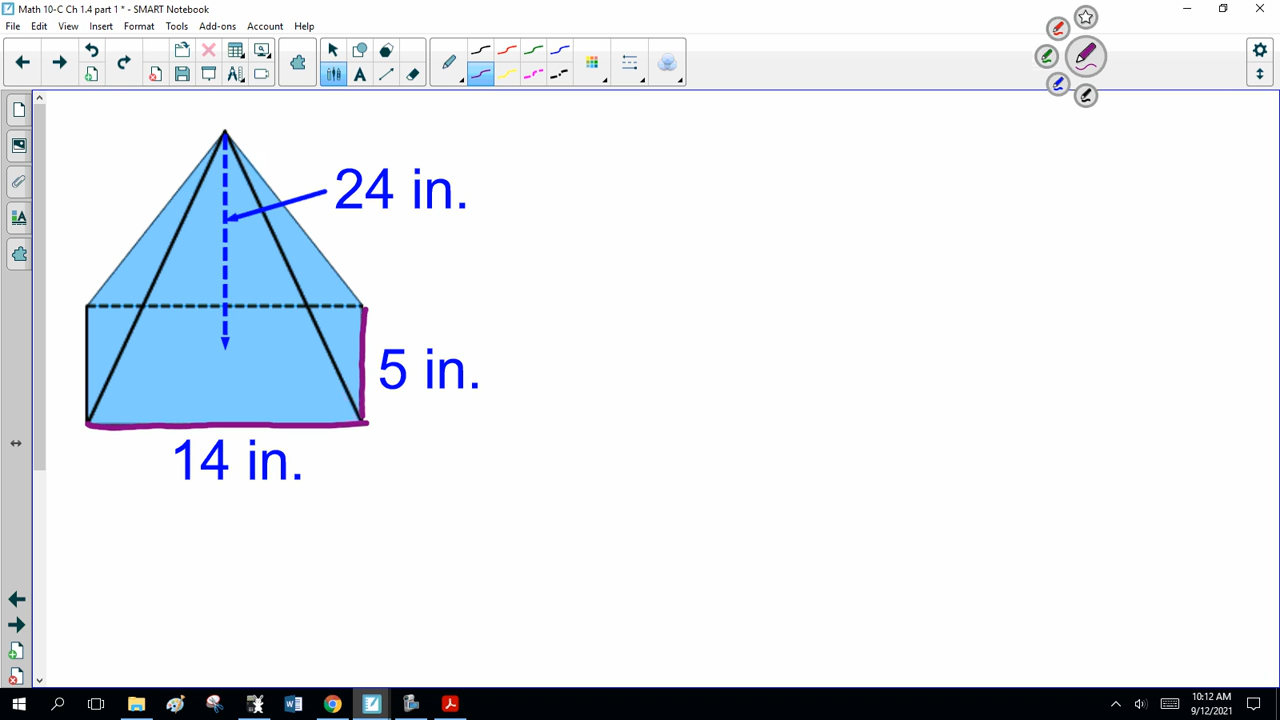 Math 10-C Ch 1.4 part 1 * - SMART Notebook
File Edit View Insert Format Tools Add-ons Account Help
24 in.
5 in.
14 in.
10:12 AM
9/12/2021